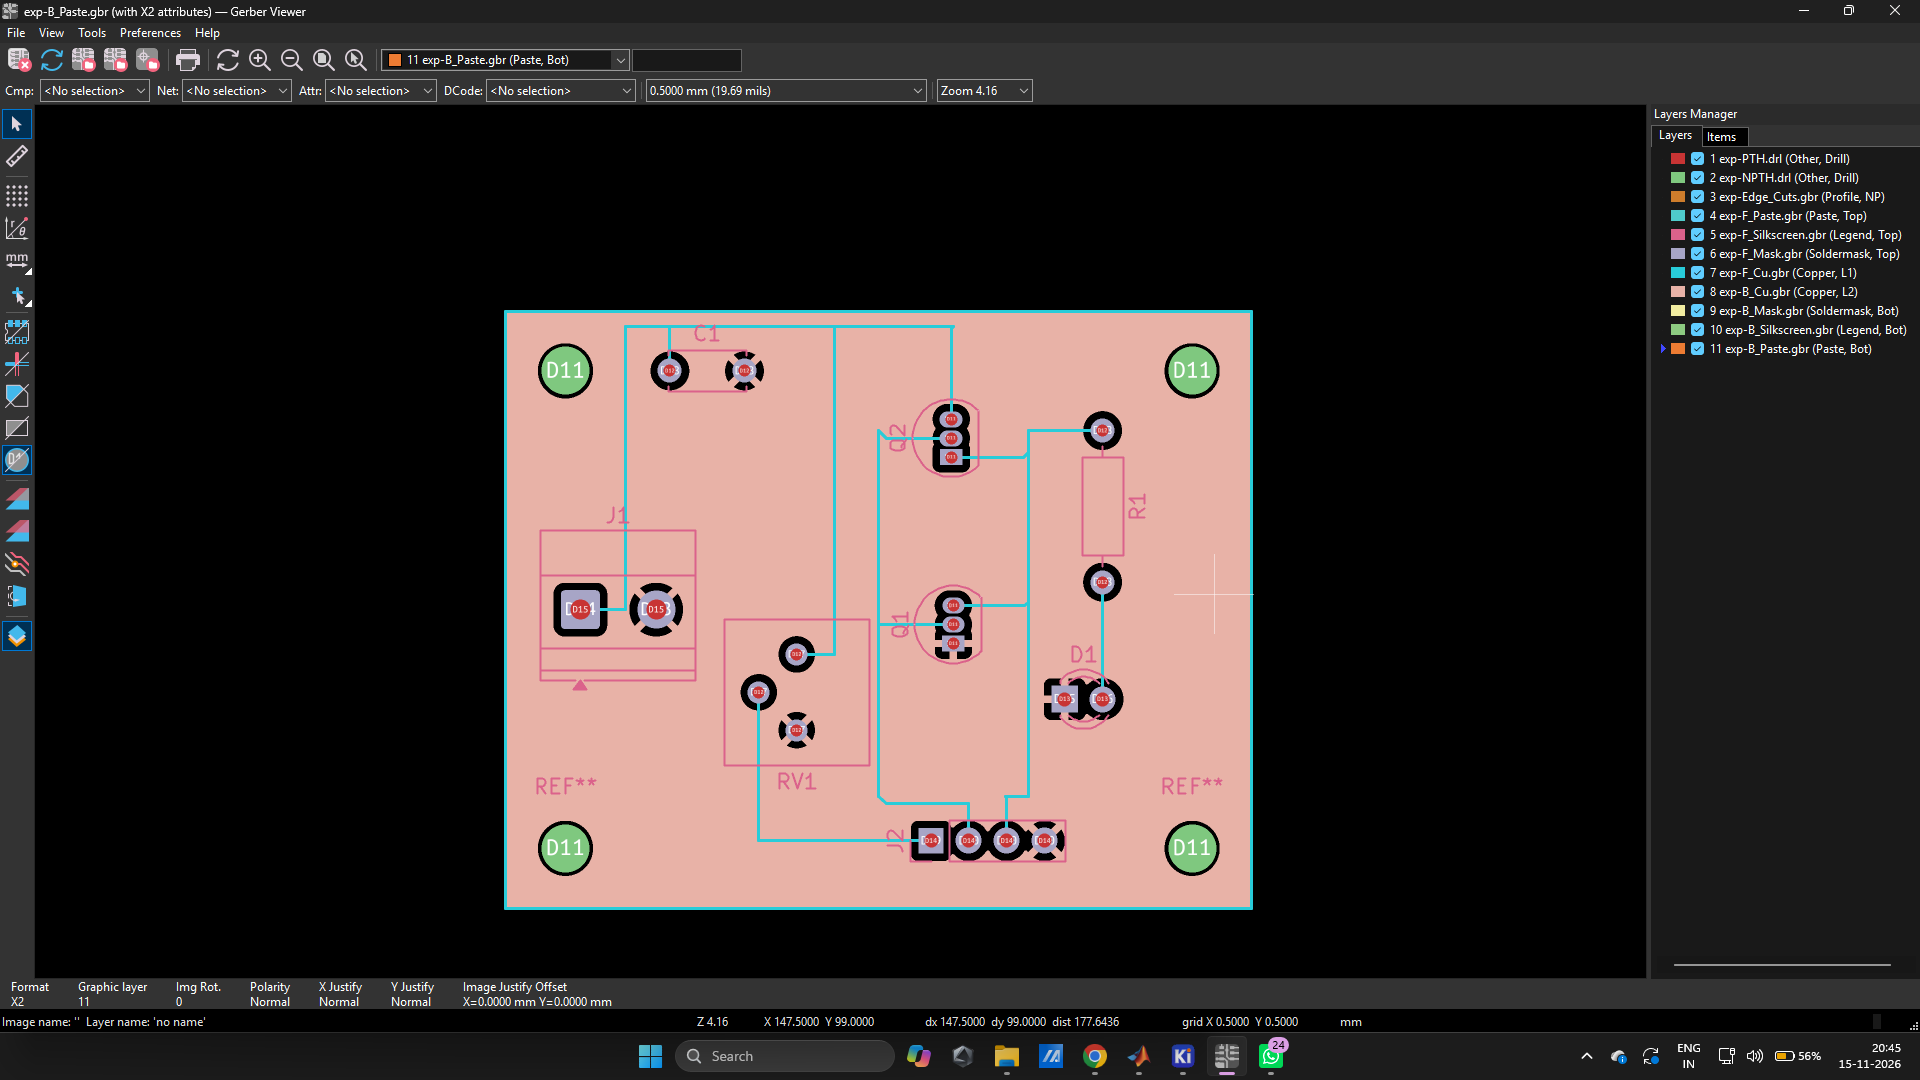 exp-B_Paste.gbr (with X2 attributes) — Gerber Viewer
File View Tools Preferences Help
11 exp-B_Paste.gbr (Paste, Bot)
Cmp: <No selection> Net: <No selection> Attr: <No selection> DCode: <No selection> 0.5000 mm (19.69 mils) Zoom 4.16
Layers Manager
Layers Items
1 exp-PTH.drl (Other, Drill)
2 exp-NPTH.drl (Other, Drill)
3 exp-Edge_Cuts.gbr (Profile, NP)
4 exp-F_Paste.gbr (Paste, Top)
5 exp-F_Silkscreen.gbr (Legend, Top)
6 exp-F_Mask.gbr (Soldermask, Top)
7 exp-F_Cu.gbr (Copper, L1)
8 exp-B_Cu.gbr (Copper, L2)
9 exp-B_Mask.gbr (Soldermask, Bot)
10 exp-B_Silkscreen.gbr (Legend, Bot)
11 exp-B_Paste.gbr (Paste, Bot)
mm
C1
D11 D11
Q2
R1
J1
D15 D15
Q1
D1
RV1
REF** REF**
J2
D14 D14 D14 D14
D11 D11
Format Graphic layer Img Rot. Polarity X Justify Y Justify Image Justify Offset
X2 11 0 Normal Normal Normal X=0.0000 mm Y=0.0000 mm
Image name: '' Layer name: 'no name'
Z 4.16 X 147.5000 Y 99.0000 dx 147.5000 dy 99.0000 dist 177.6436 grid X 0.5000 Y 0.5000 mm
Search
Ki
24
ENG
IN
56%
20:45
15-11-2026